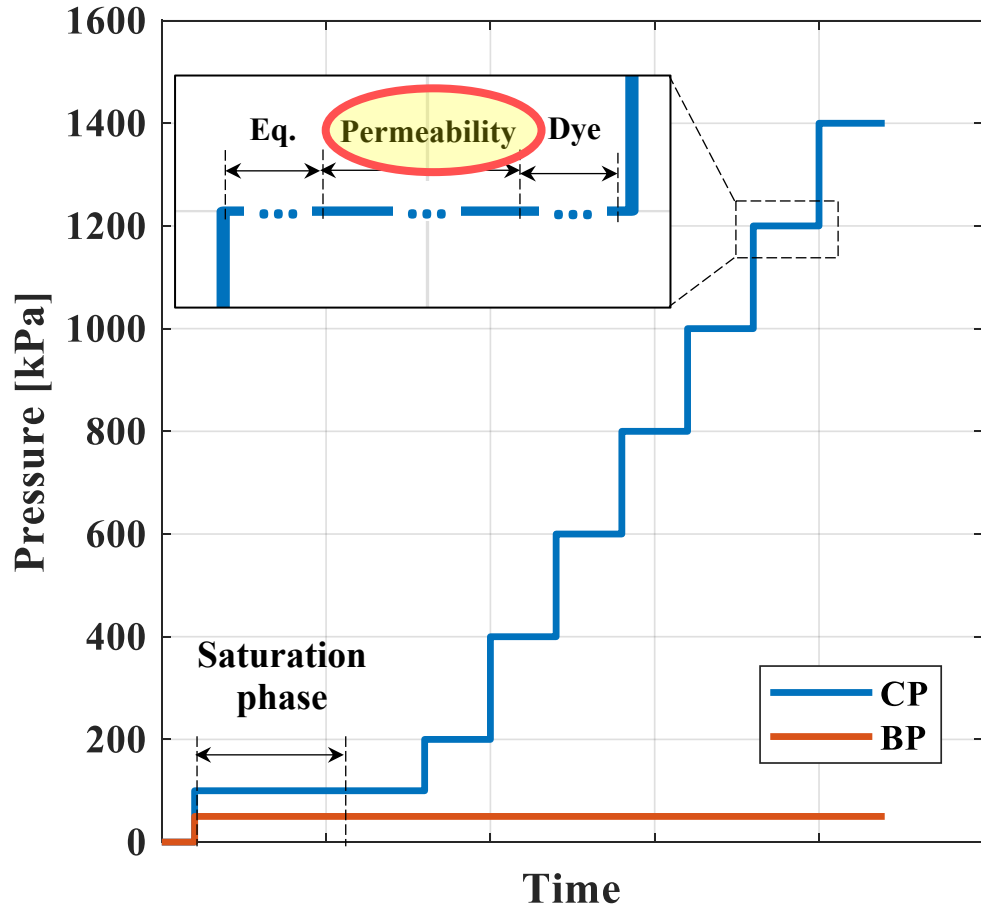 1600
1400
1200
1000
800
600
400
200
0
Pressure [kPa]
Eq.
Permeability
Dye
Saturation
phase
CP
BP
Time